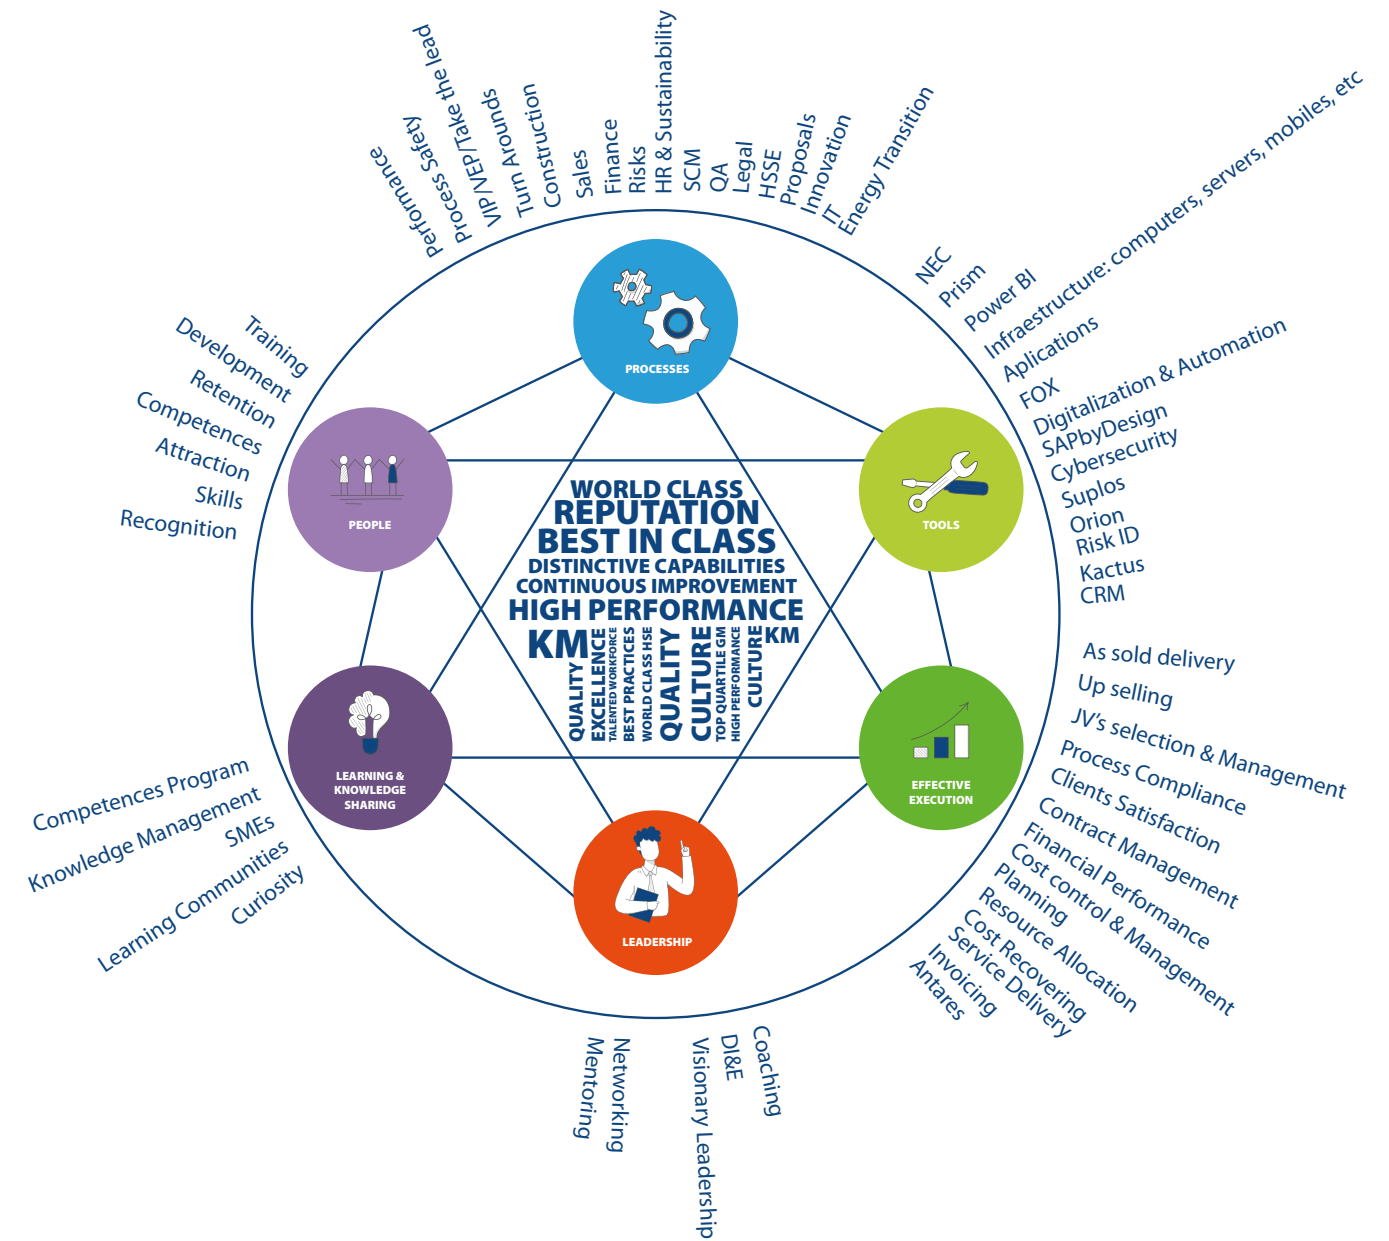 Performance
Process Safety
VIP/VEP/Take the lead
Turn Arounds
Construction
Sales
Finance
Risks
HR & Sustainability
SCM
QA
Legal
HSSE
Proposals
Innovation
IT
Energy Transition
NEC
Prism
Power BI
Infraestructure: computers, servers, mobiles, etc
Aplications
FOX
Digitalization & Automation
SAPbyDesign
Cybersecurity
Suplos
Orion
Risk ID
Kactus
CRM
As sold delivery
Up selling
JV's selection & Management
Process Compliance
Clients Satisfaction
Contract Management
Financial Performance
Cost control & Management
Planning
Resource Allocation
Cost Recovering
Service Delivery
Invoicing
Antares
Coaching
DI&E
Visionary Leadership
Networking
Mentoring
Curiosity
Learning Communities
SMEs
Knowledge Management
Competences Program
Recognition
Skills
Attraction
Competences
Retention
Development
Training
PROCESSES
TOOLS
EFFECTIVE
EXECUTION
LEADERSHIP
LEARNING &
KNOWLEDGE
SHARING
PEOPLE
WORLD CLASS
REPUTATION
BEST IN CLASS
DISTINCTIVE CAPABILITIES
CONTINUOUS IMPROVEMENT
HIGH PERFORMANCE
KM
QUALITY
EXCELLENCE
TALENTED WORKFORCE
BEST PRACTICES
WORLD CLASS HSE
QUALITY
CULTURE
TOP QUARTILE GM
HIGH PERFORMANCE
CULTURE
KM